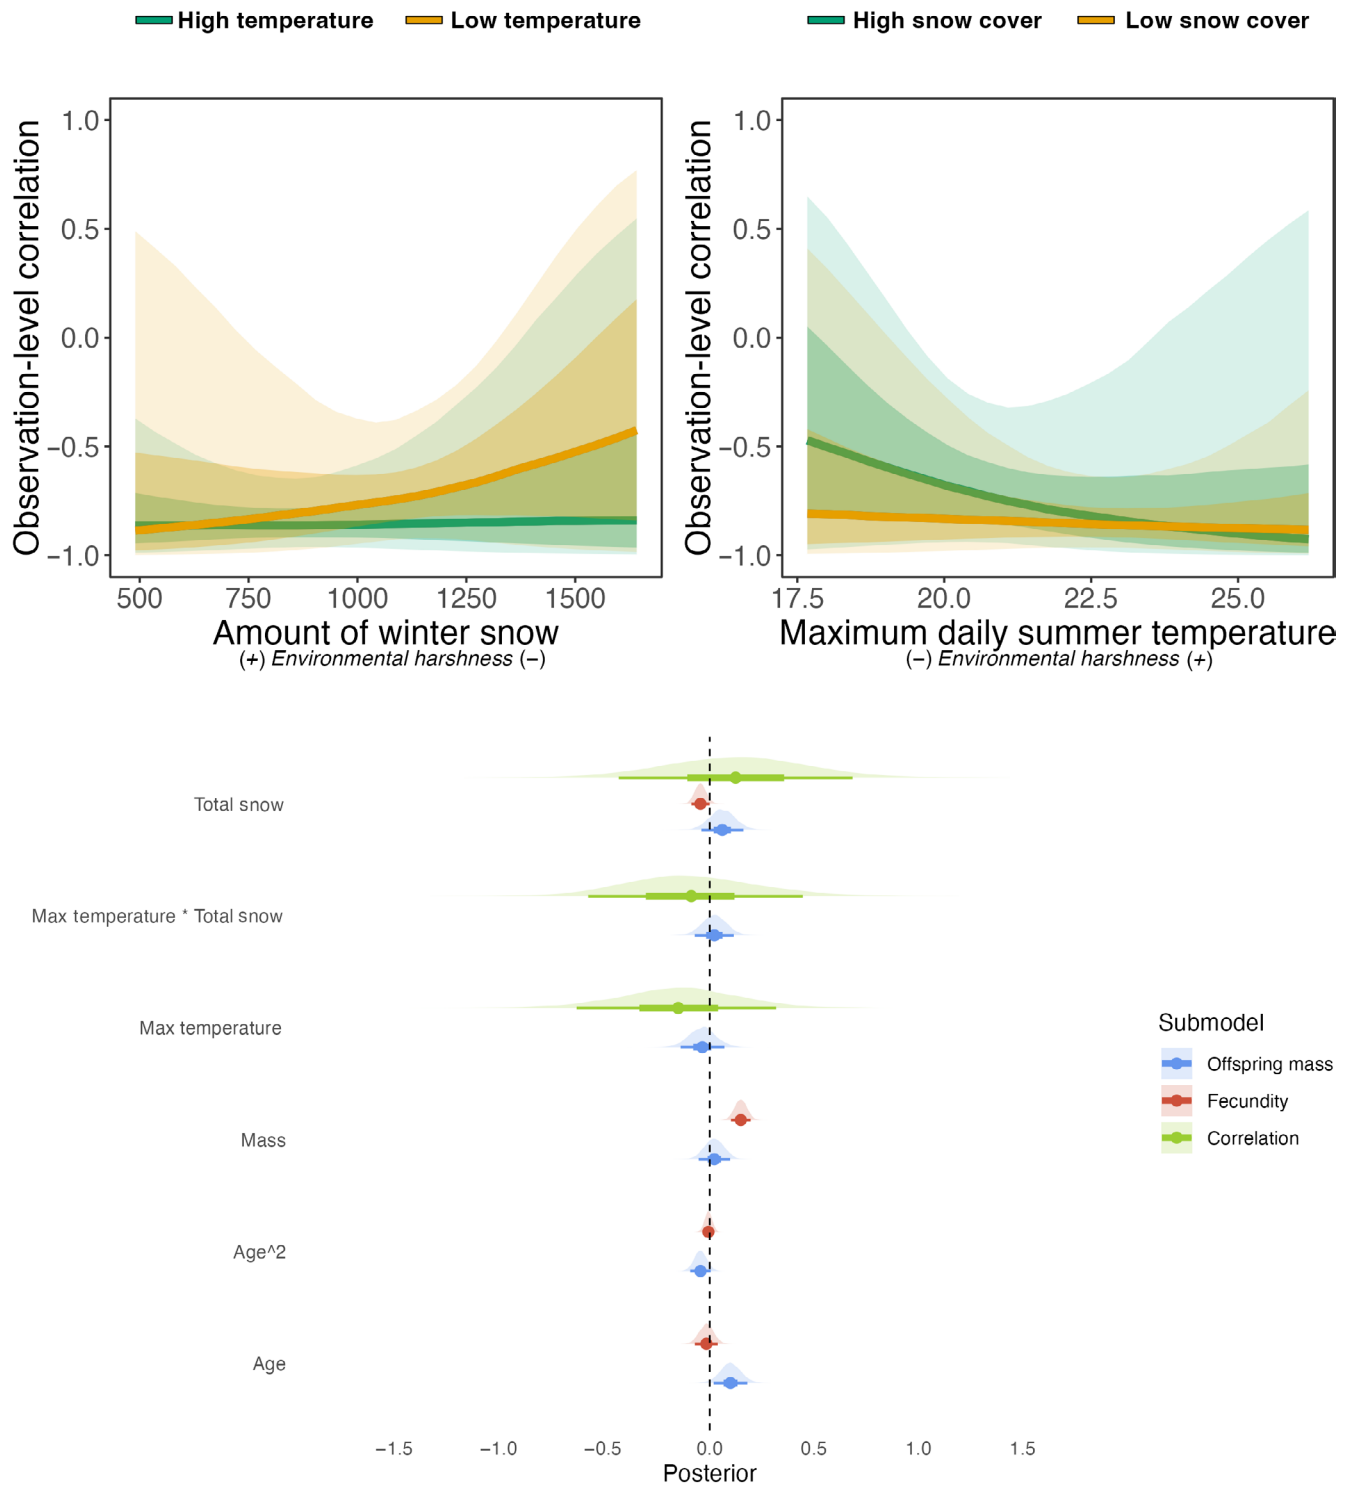 High temperature Low temperature
High snow cover Low snow cover
Observation-level correlation
1.0
0.5
0.0
−0.5
−1.0
500 750 1000 1250 1500
Amount of winter snow
(+) Environmental harshness (−)
Observation-level correlation
1.0
0.5
0.0
−0.5
−1.0
17.5 20.0 22.5 25.0
Maximum daily summer temperature
(−) Environmental harshness (+)
Total snow
Max temperature * Total snow
Max temperature
Mass
Age^2
Age
−1.5 −1.0 −0.5 0.0 0.5 1.0 1.5
Posterior
Submodel
Offspring mass
Fecundity
Correlation